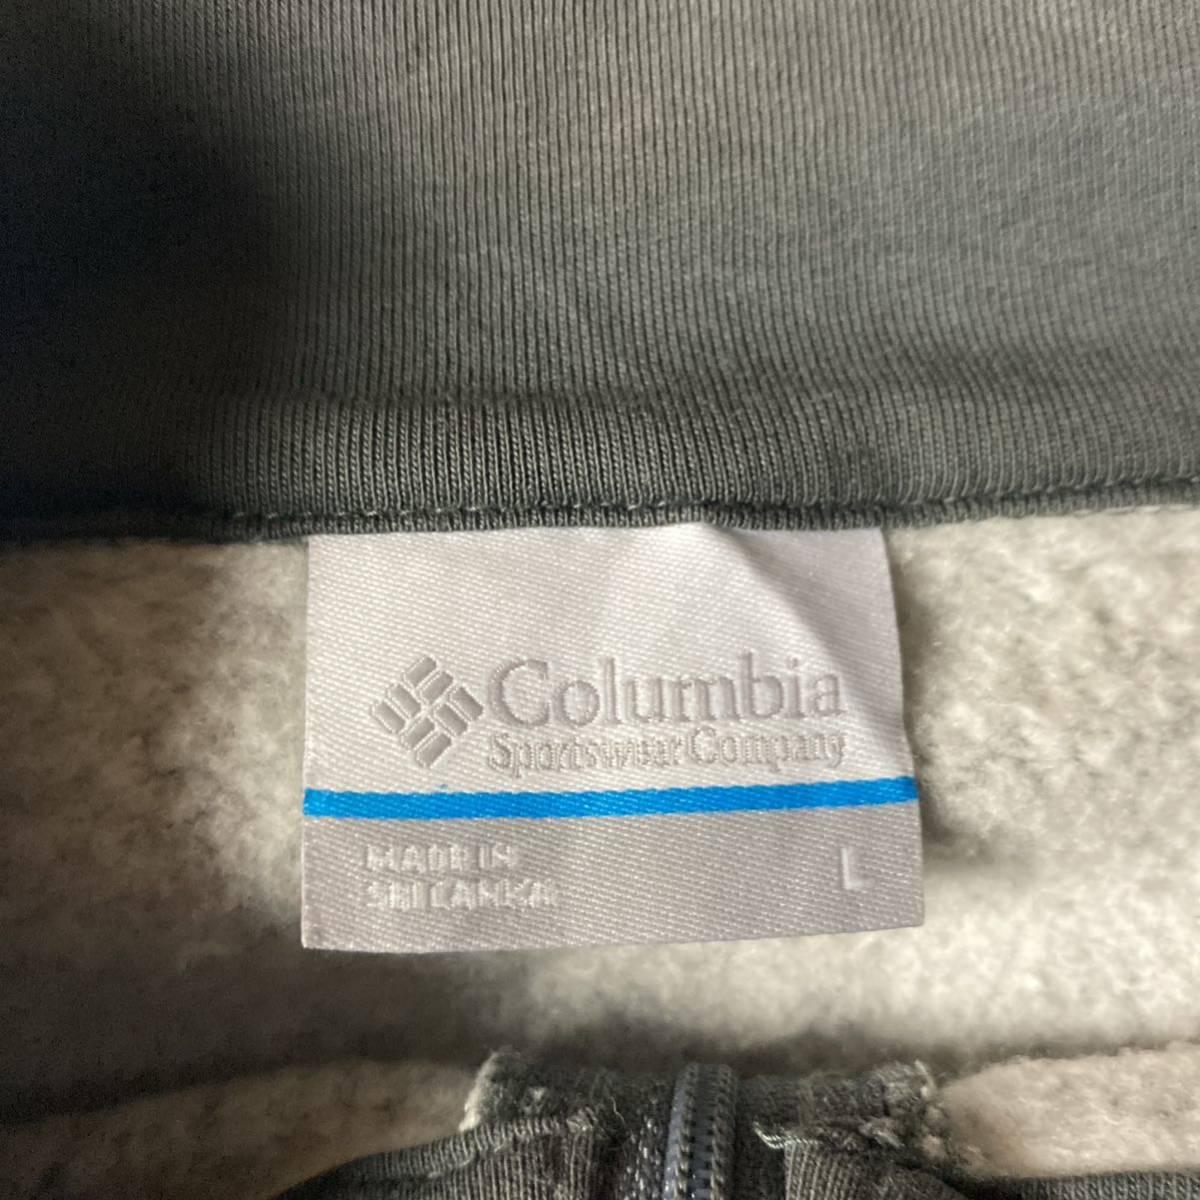 Columbia
Sportswear Company
MADE IN
SRI LANKA
L